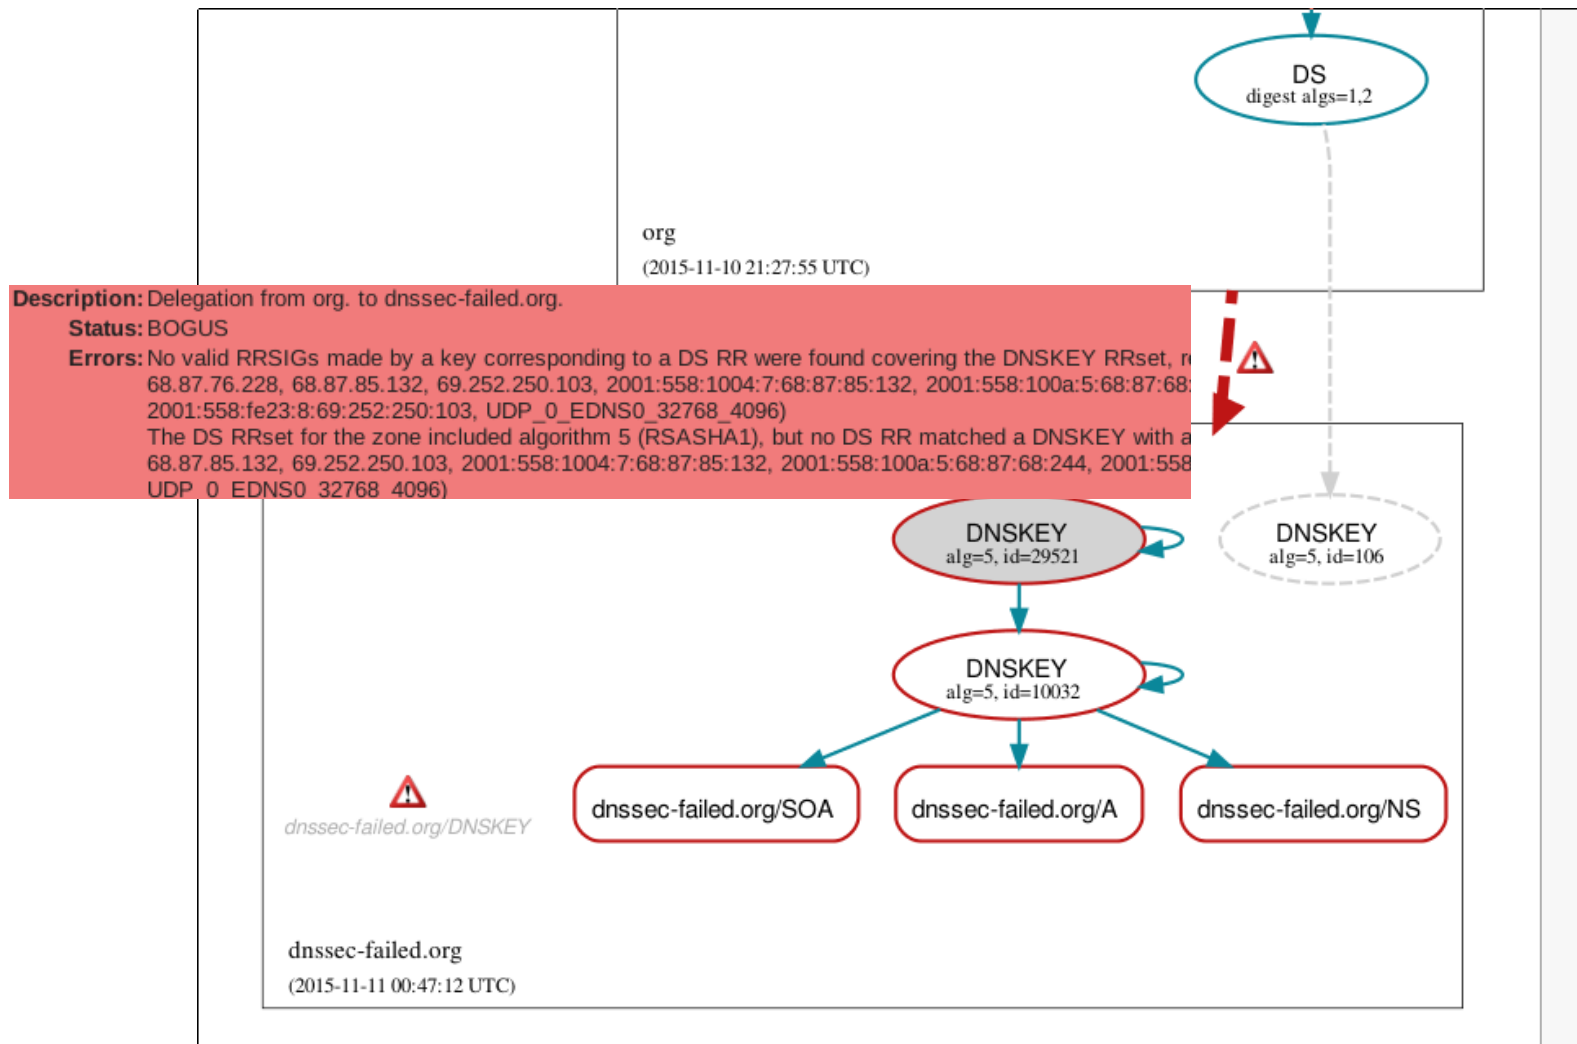 DS
digest algs=1,2
org
(2015-11-10 21:27:55 UTC)
Description: Delegation from org. to dnssec-failed.org.
Status: BOGUS
Errors: No valid RRSIGs made by a key corresponding to a DS RR were found covering the DNSKEY RRset,
68.87.76.228, 68.87.85.132, 69.252.250.103, 2001:558:1004:7:68:87:85:132, 2001:558:100a:5:68:87:68:
2001:558:fe23:8:69:252:250:103, UDP_0_EDNS0_32768_4096)
The DS RRset for the zone included algorithm 5 (RSASHA1), but no DS RR matched a DNSKEY with a
68.87.85.132, 69.252.250.103, 2001:558:1004:7:68:87:85:132, 2001:558:100a:5:68:87:68:244, 2001:558
UDP_0_EDNS0_32768_4096)
DNSKEY
alg=5, id=29521
DNSKEY
alg=5, id=106
DNSKEY
alg=5, id=10032
dnssec-failed.org/DNSKEY
dnssec-failed.org/SOA
dnssec-failed.org/A
dnssec-failed.org/NS
dnssec-failed.org
(2015-11-11 00:47:12 UTC)